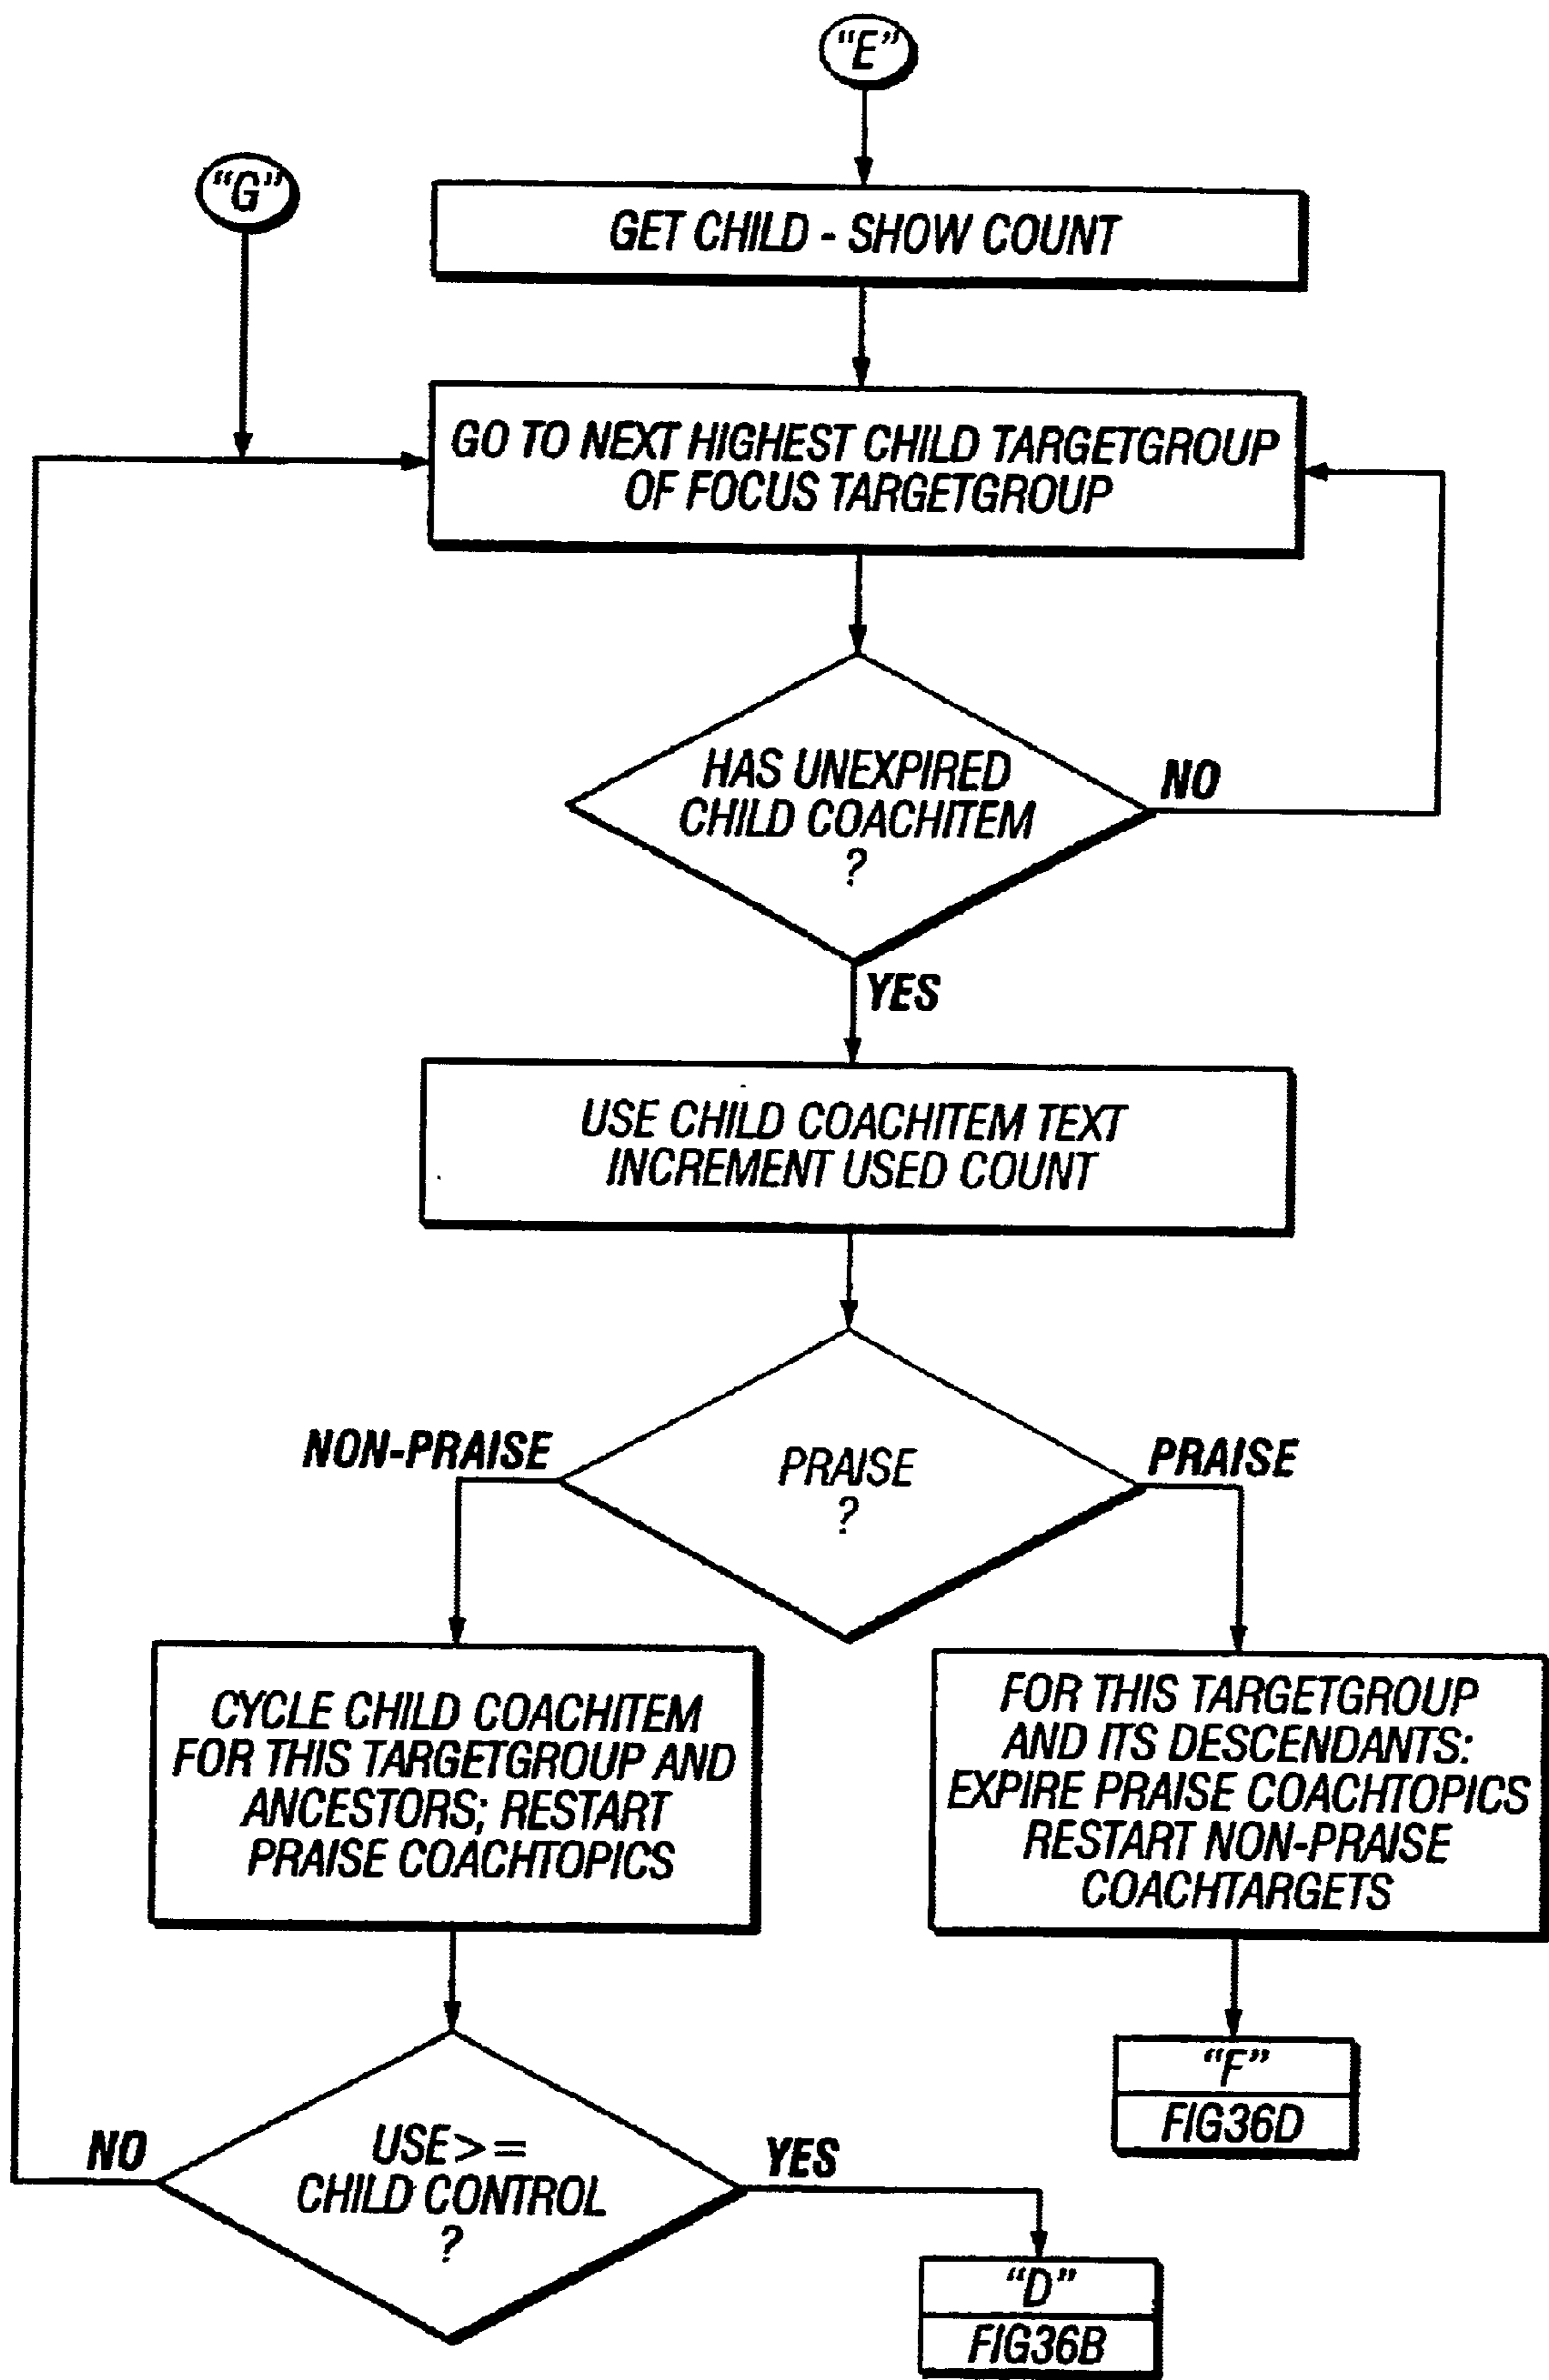 "E"
"G"
GET CHILD - SHOW COUNT
GO TO NEXT HIGHEST CHILD TARGETGROUP
OF FOCUS TARGETGROUP
HAS UNEXPIRED
CHILD COACHITEM
?
NO
YES
USE CHILD COACHITEM TEXT
INCREMENT USED COUNT
NON-PRAISE
PRAISE
?
PRAISE
CYCLE CHILD COACHITEM
FOR THIS TARGETGROUP AND
ANCESTORS; RESTART
PRAISE COACHTOPICS
FOR THIS TARGETGROUP
AND ITS DESCENDANTS:
EXPIRE PRAISE COACHTOPICS
RESTART NON-PRAISE
COACHTARGETS
"F"
FIG36D
NO
USE > =
CHILD CONTROL
?
YES
"D"
FIG36B